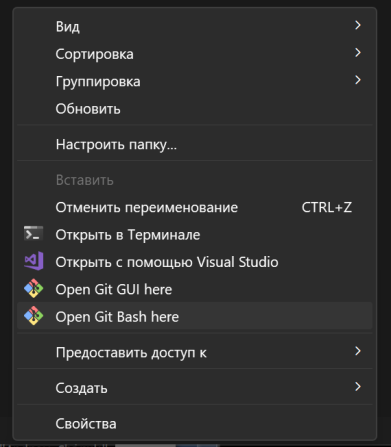 Вид
Сортировка
Группировка
Обновить
Настроить папку...
Вставить
Отменить переименование CTRL+Z
Открыть в Терминале
Открыть с помощью Visual Studio
Open Git GUI here
Open Git Bash here
Предоставить доступ к
Создать
Свойства